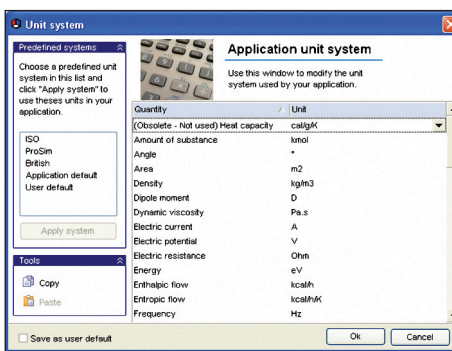 Unit system
Predefined systems
Choose a predefined unit
system in this list and
click "Apply system" to
use theses units in your
application.
ISO
ProSim
British
Application default
User default
Apply system
Tools
Copy
Paste
Application unit system
Use this window to modify the unit
system used by your application.
Quantity Unit
(Obsolete - Not used) Heat capacity cal/g/K
Amount of substance kmol
Angle °
Area m2
Density kg/m3
Dipole moment D
Dynamic viscosity Pa.s
Electric current A
Electric potential V
Electric resistance Ohm
Energy eV
Enthalpic flow kcal/h
Entropic flow kcal/h/K
Frequency Hz
Save as user default
Ok Cancel